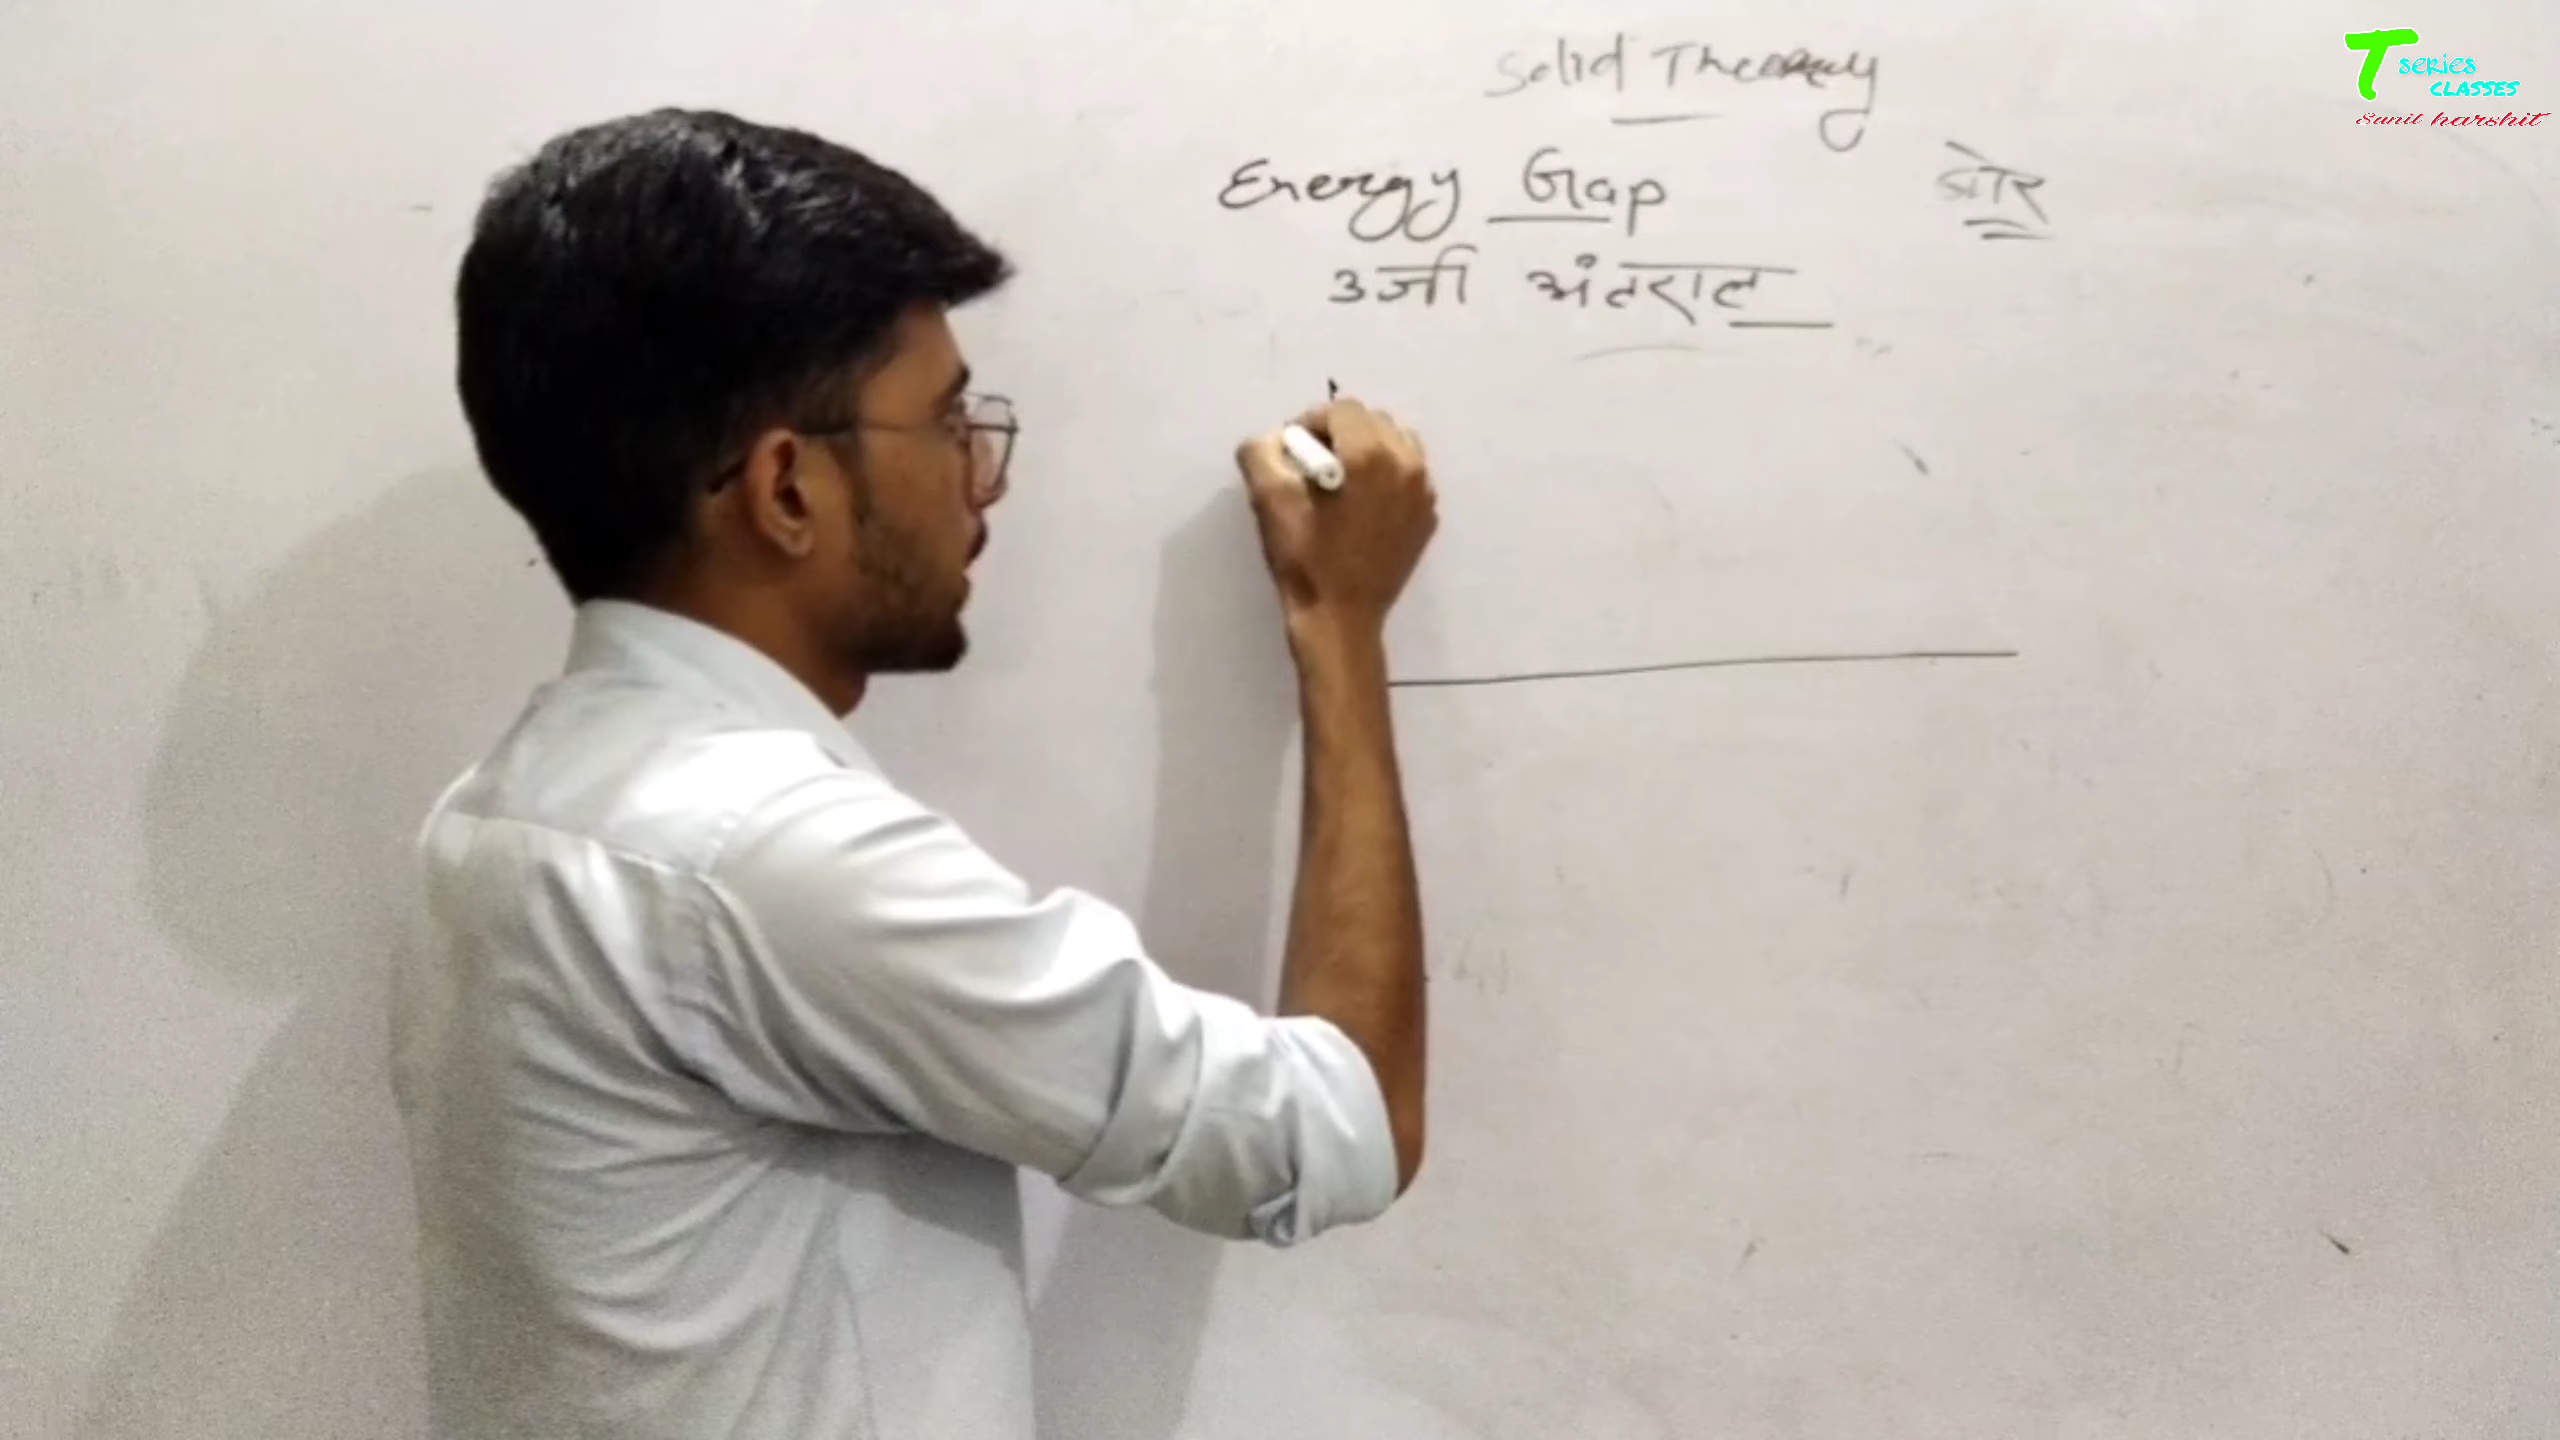 Solid Theory
Energy Gap
उर्जा अंतराल
और
T SERIES
CLASSES
Sunil harshit